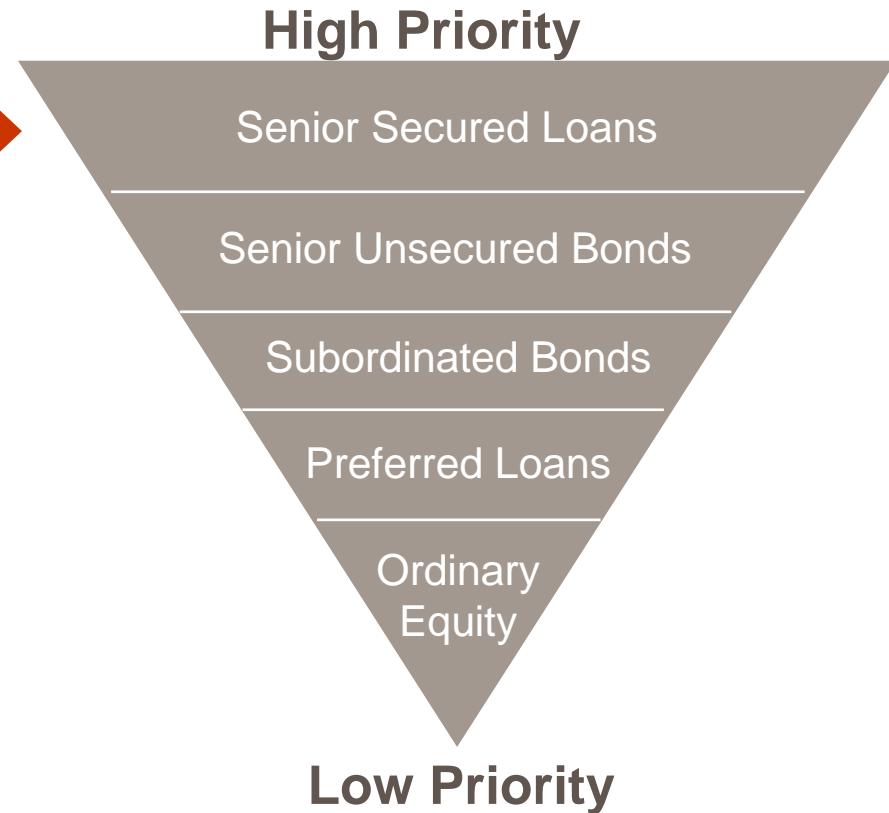 High Priority
Senior Secured Loans
Senior Unsecured Bonds
Subordinated Bonds
Preferred Loans
Ordinary
Equity
Low Priority